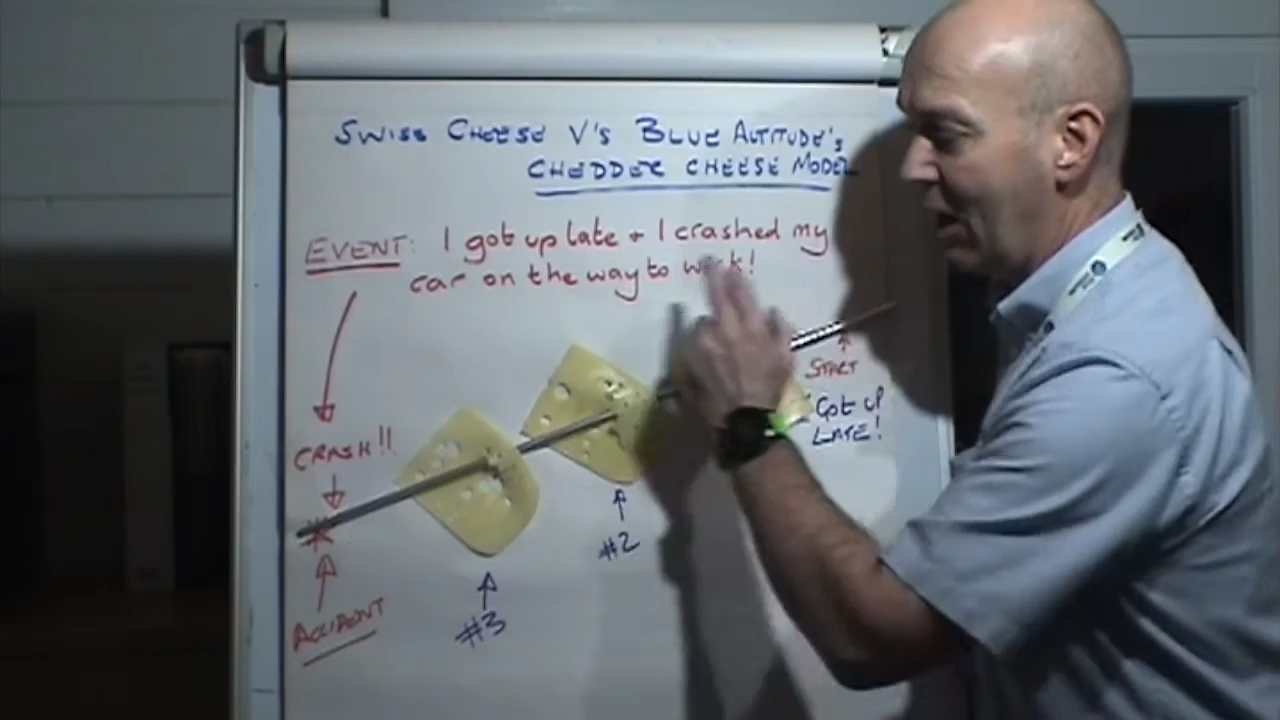 SWISS CHEESE V'S BLUE ALTITUDE'S
CHEDDER CHEESE MODEL
EVENT: I got up late + I crashed my
car on the way to work!
START
GOT UP
LATE!
CRASH!!
#2
#3
ACCIDENT